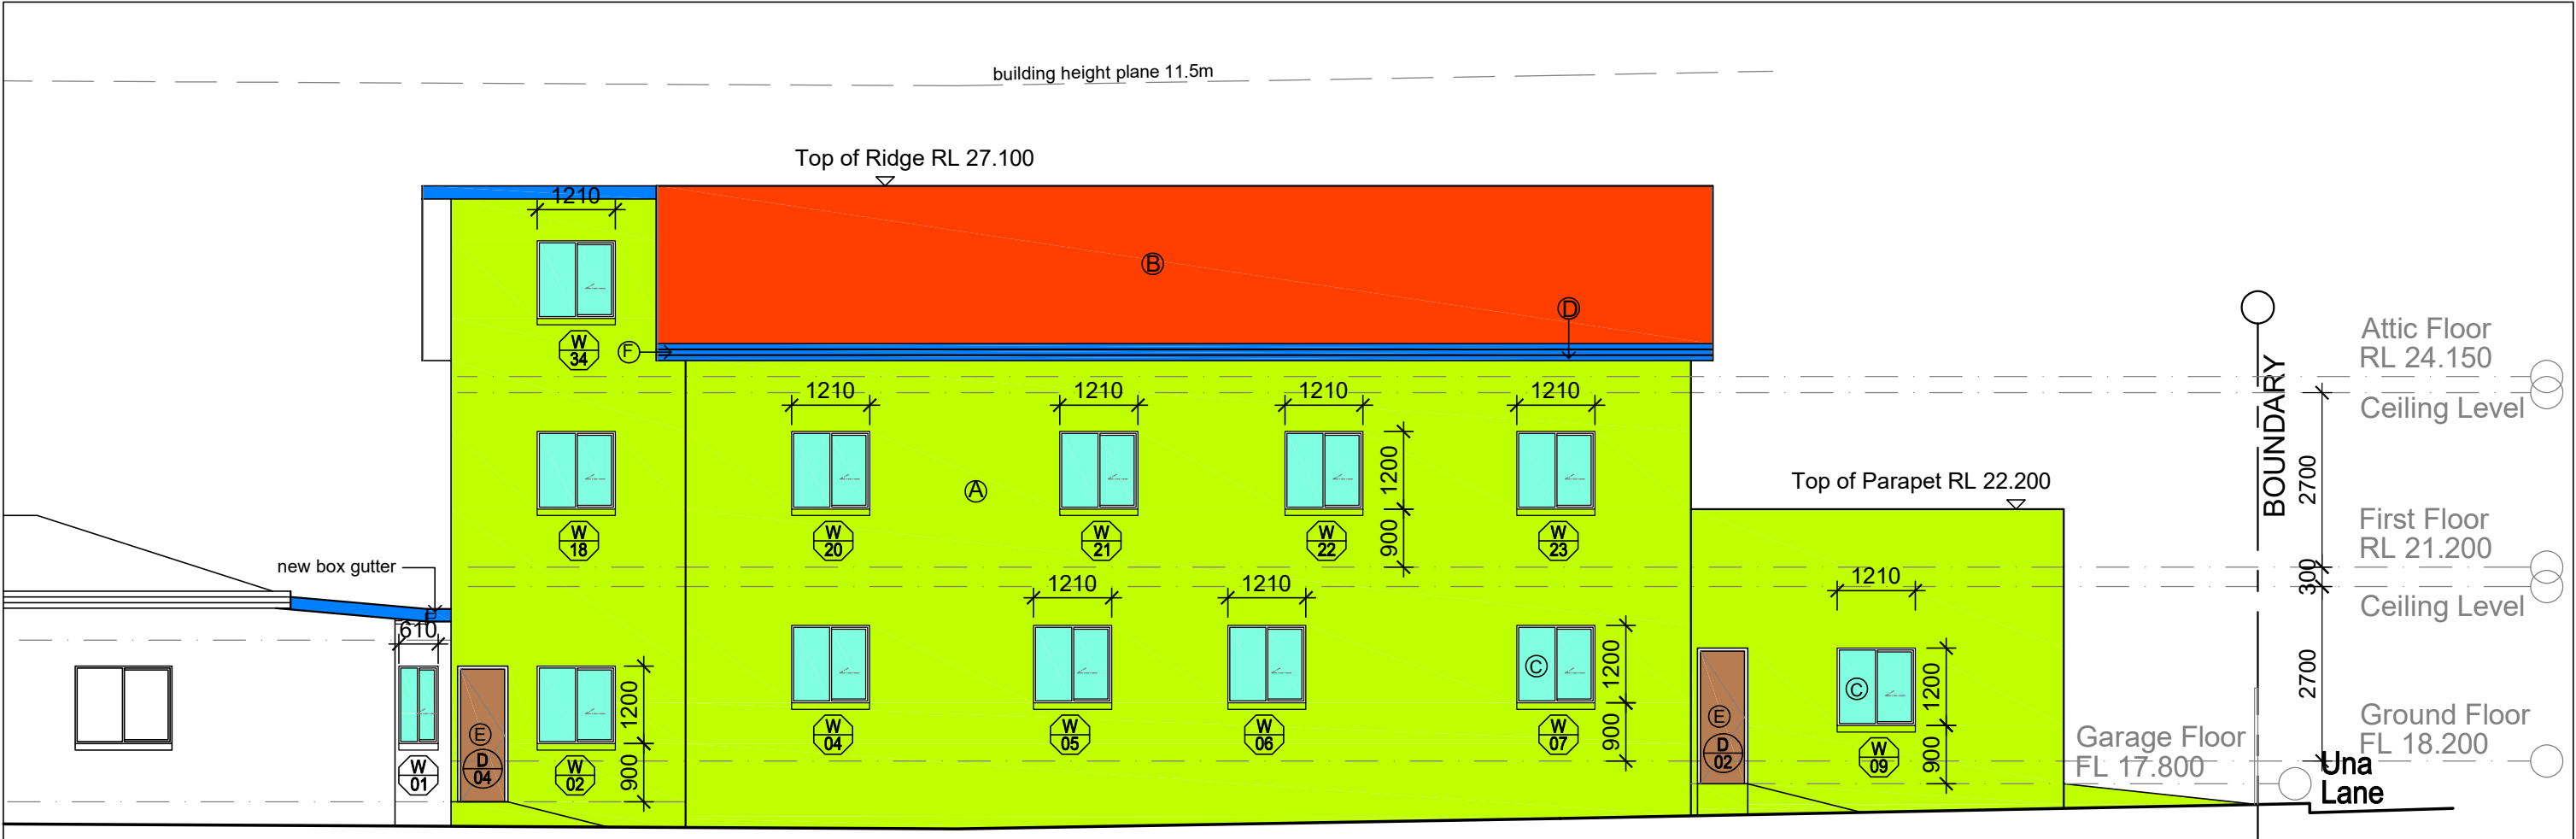 building height plane 11.5m
Top of Ridge RL 27.100
1210
B
D
W
34
F
Attic Floor
RL 24.150
Ceiling Level
1210
1210
1210
1210
BOUNDARY
2700
1200
900
A
Top of Parapet RL 22.200
W
18
W
20
W
21
W
22
W
23
First Floor
RL 21.200
300
Ceiling Level
new box gutter
610
1210
1210
1210
2700
C
1200
900
C
1200
900
1200
900
E
D
04
W
01
W
02
W
04
W
05
W
06
W
07
E
D
02
W
09
Garage Floor
FL 17.800
Ground Floor
FL 18.200
Una
Lane